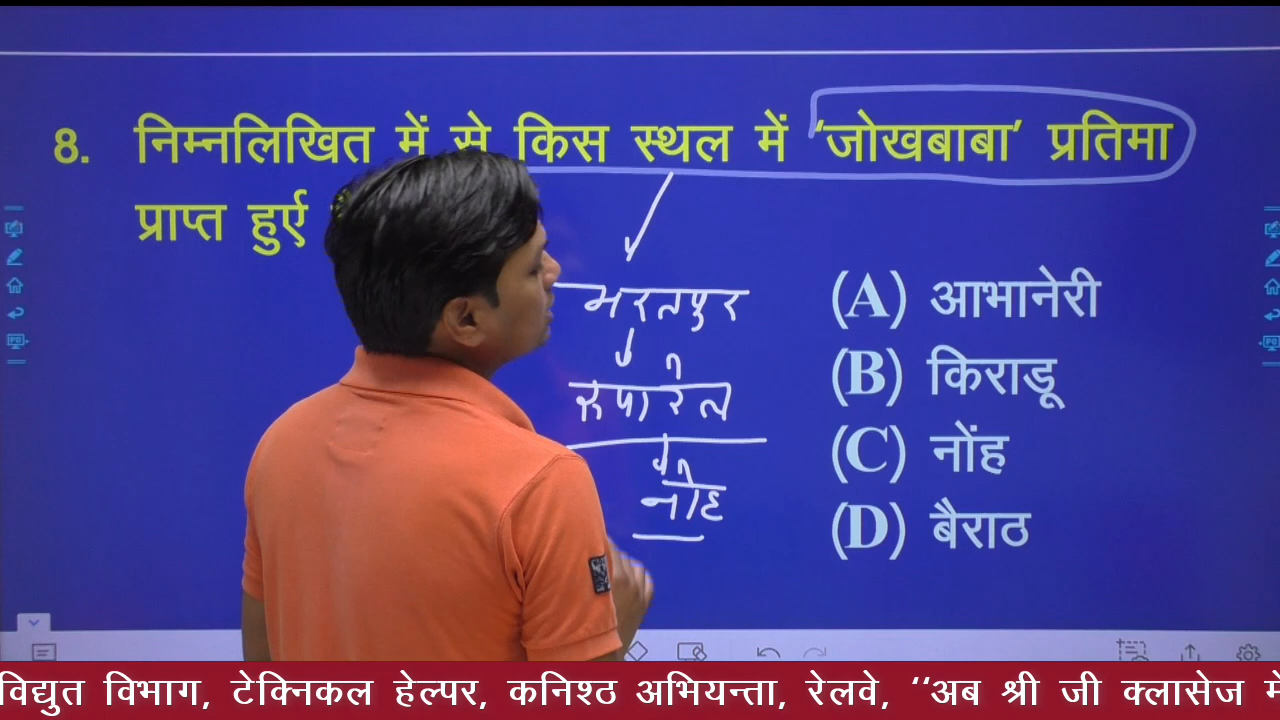 8. निम्नलिखित में से किस स्थल में 'जोखबाबा' प्रतिमा
प्राप्त हुर्ए
भरतपुर
रुपारेल
नोह
(A) आभानेरी
(B) किराडू
(C) नोंह
(D) बैराठ
विद्युत विभाग, टेक्निकल हेल्पर, कनिश्ठ अभियन्ता, रेलवे, ‘‘अब श्री जी क्लासेज में